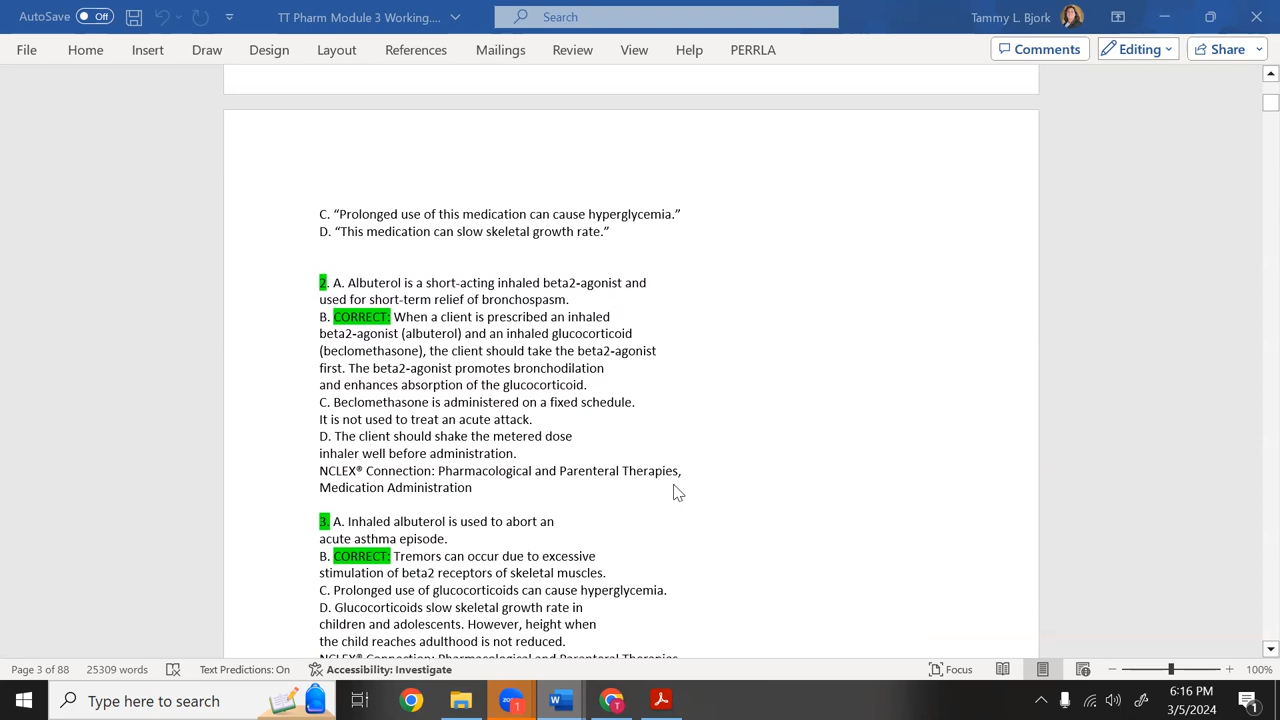 AutoSave Off TT Pharm Module 3 Working.... Search Tammy L. Bjork
File Home Insert Draw Design Layout References Mailings Review View Help PERRLA Comments Editing Share
C. “Prolonged use of this medication can cause hyperglycemia.”
D. “This medication can slow skeletal growth rate.”
2. A. Albuterol is a short-acting inhaled beta2-agonist and
used for short-term relief of bronchospasm.
B. CORRECT: When a client is prescribed an inhaled
beta2-agonist (albuterol) and an inhaled glucocorticoid
(beclomethasone), the client should take the beta2-agonist
first. The beta2-agonist promotes bronchodilation
and enhances absorption of the glucocorticoid.
C. Beclomethasone is administered on a fixed schedule.
It is not used to treat an acute attack.
D. The client should shake the metered dose
inhaler well before administration.
NCLEX® Connection: Pharmacological and Parenteral Therapies,
Medication Administration
3. A. Inhaled albuterol is used to abort an
acute asthma episode.
B. CORRECT: Tremors can occur due to excessive
stimulation of beta2 receptors of skeletal muscles.
C. Prolonged use of glucocorticoids can cause hyperglycemia.
D. Glucocorticoids slow skeletal growth rate in
children and adolescents. However, height when
the child reaches adulthood is not reduced.
NCLEX® Connection: Pharmacological and Parenteral Therapies,
Page 3 of 88 25309 words Text Predictions: On Accessibility: Investigate Focus 100%
Type here to search zoom 1 W T 6:16 PM
3/5/2024 1